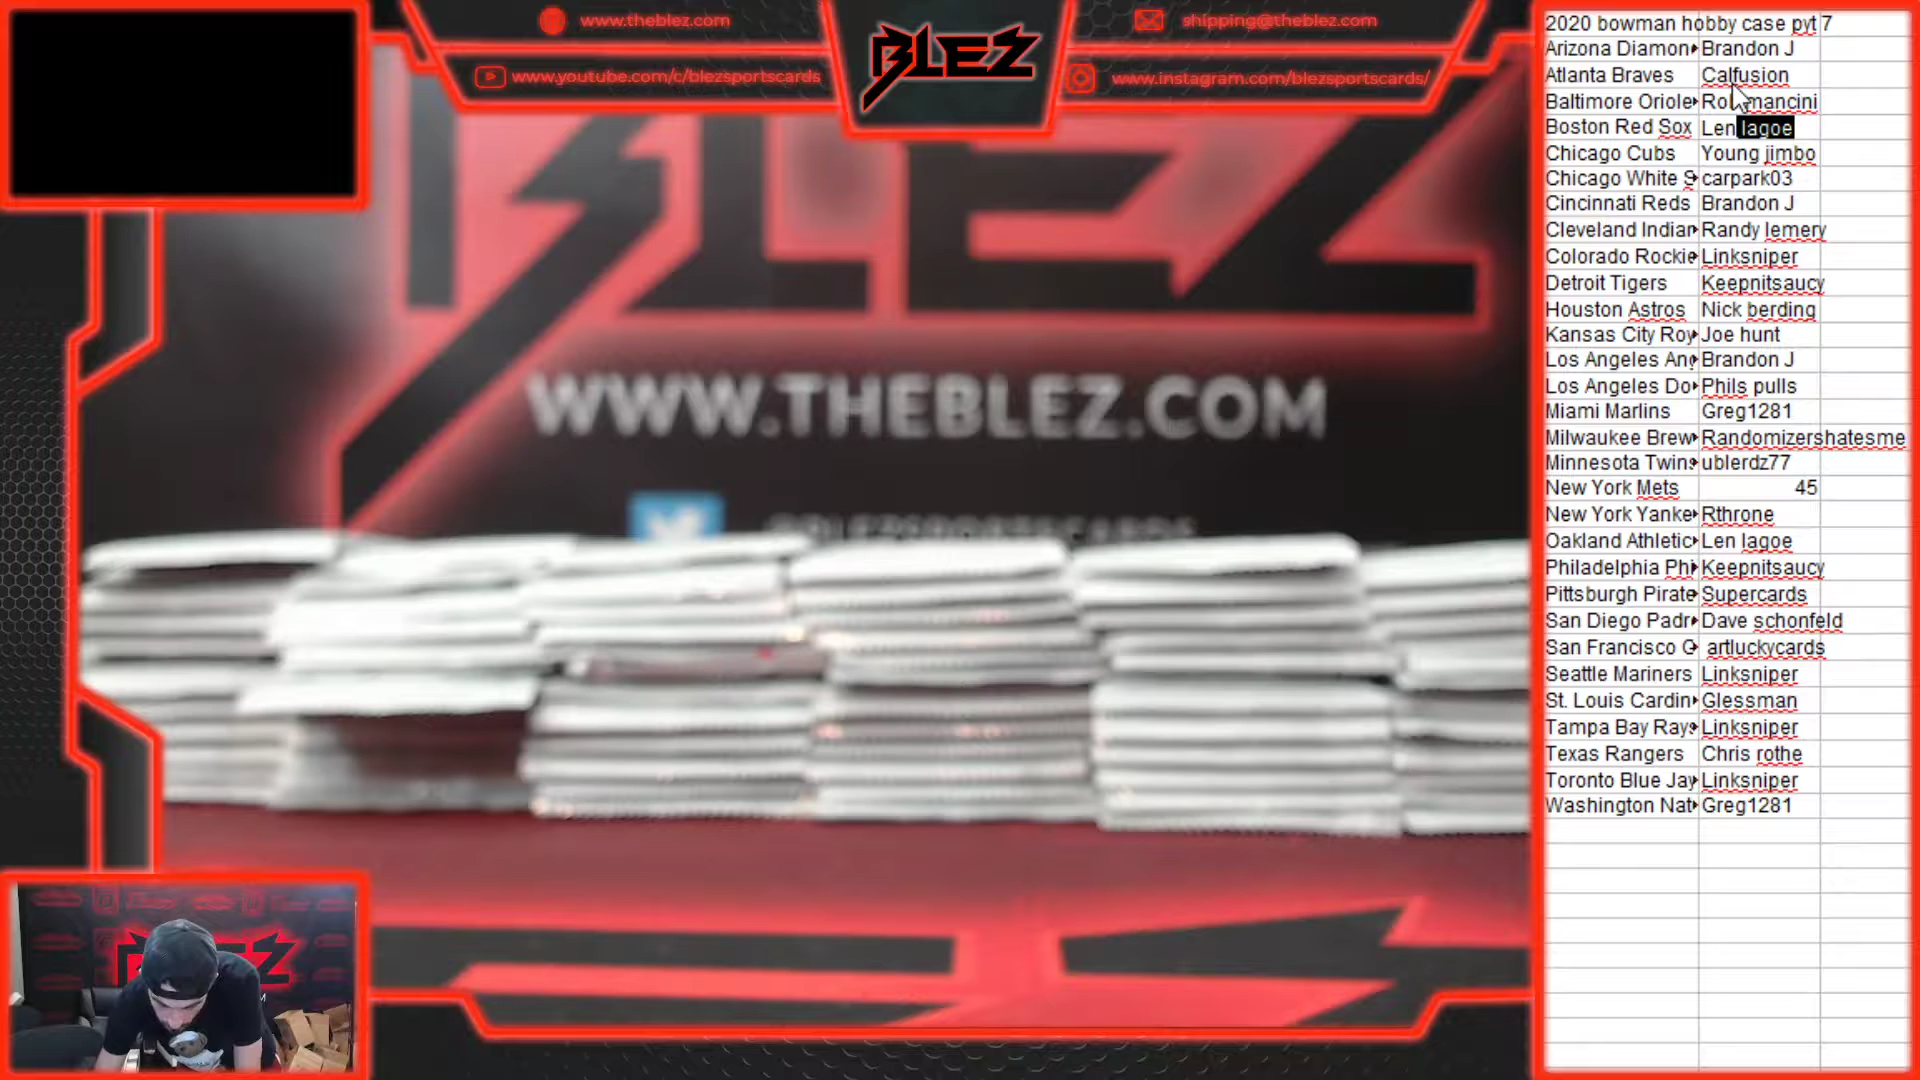 www.theblez.com
shipping@theblez.com
BLEZ
www.youtube.com/c/blezsportscards
www.instagram.com/blezsportscards/
BLEZ
WWW.THEBLEZ.COM
@BLEZSPORTSCARDS
2020 bowman hobby case pyt 7
Arizona Diamon Brandon J
Atlanta Braves Calfusion
Baltimore Oriole mancini
Boston Red Sox Len lagoe
Chicago Cubs Young jimbo
Chicago White S carpark03
Cincinnati Reds Brandon J
Cleveland Indian Randy lemery
Colorado Rockie Linksniper
Detroit Tigers Keepnitsaucy
Houston Astros Nick berding
Kansas City Roy Joe hunt
Los Angeles Ang Brandon J
Los Angeles Do Phils pulls
Miami Marlins Greg1281
Milwaukee Brew Randomizershatesme
Minnesota Twins ublerdz77
New York Mets 45
New York Yanke Rthrone
Oakland Athletic Len lagoe
Philadelphia Phi Keepnitsaucy
Pittsburgh Pirate Supercards
San Diego Padr Dave schonfeld
San Francisco G artluckycards
Seattle Mariners Linksniper
St. Louis Cardin Glessman
Tampa Bay Rays Linksniper
Texas Rangers Chris rothe
Toronto Blue Jay Linksniper
Washington Nat Greg1281